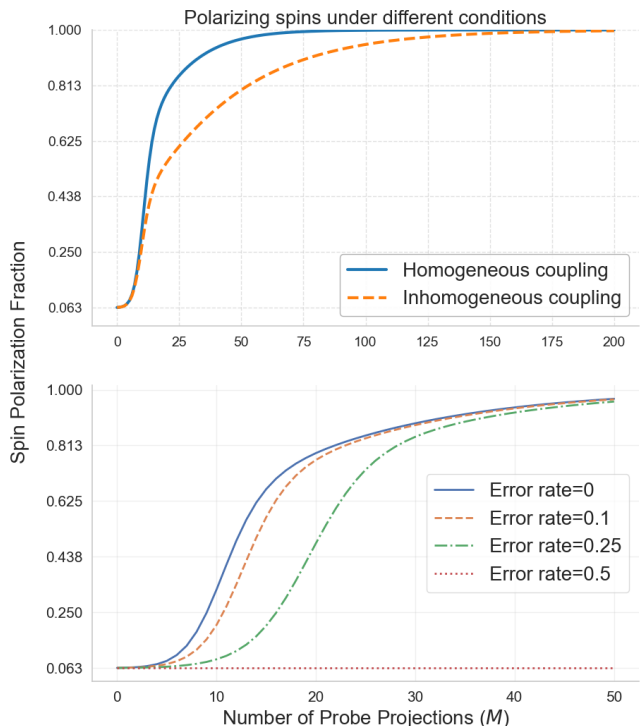 Polarizing spins under different conditions
1.000
0.813
0.625
0.438
0.250
0.063
Homogeneous coupling
Inhomogeneous coupling
0 25 50 75 100 125 150 175 200
Spin Polarization Fraction
1.000
0.813
0.625
0.438
0.250
0.063
Error rate=0
Error rate=0.1
Error rate=0.25
Error rate=0.5
0 10 20 30 40 50
Number of Probe Projections (M)